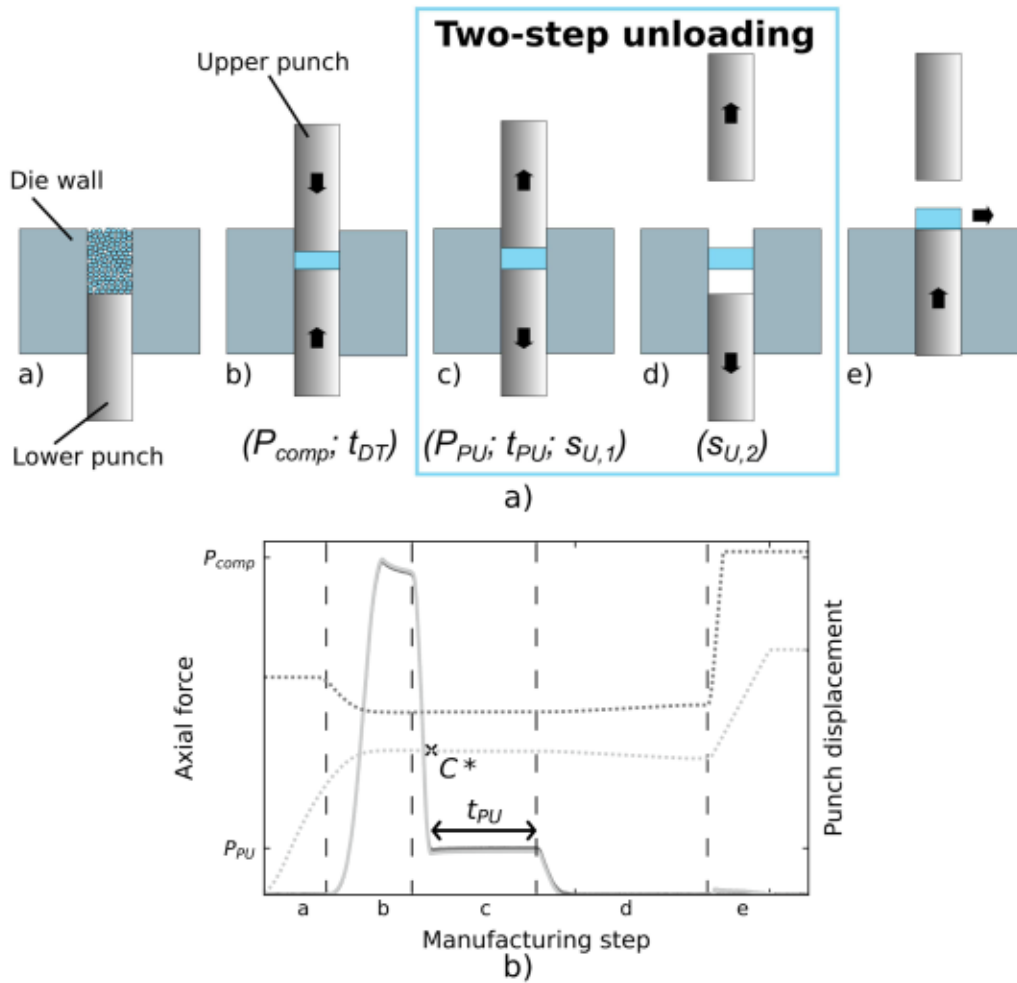 Two-step unloading
Upper punch
Die wall
a)
b)
c)
d)
e)
Lower punch
(P_comp; t_DT)
(P_PU; t_PU; s_U,1)
(s_U,2)
a)
P_comp
Axial force
Punch displacement
C*
t_PU
P_PU
a b c d e
Manufacturing step
b)